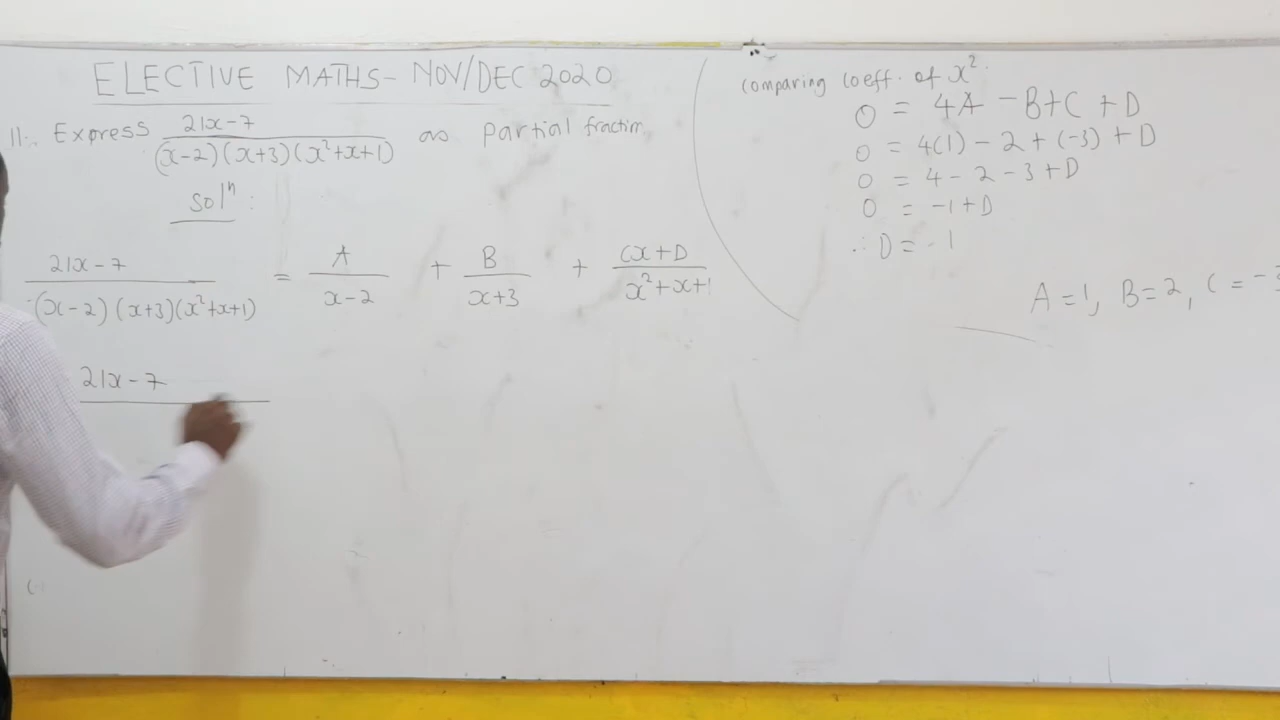 ELECTIVE MATHS - NOV/DEC 2020
11. Express 21x-7 / (x-2)(x+3)(x²+x+1) as partial fractin
solⁿ:
21x-7 / (x-2)(x+3)(x²+x+1) = A / x-2 + B / x+3 + Cx+D / x²+x+1
21x-7
comparing coeff. of x².
0 = 4A - B+C + D
0 = 4(1) - 2 + (-3) + D
0 = 4 - 2 - 3 + D
0 = -1 + D
∴ D = -1
A = 1, B = 2, C = -3